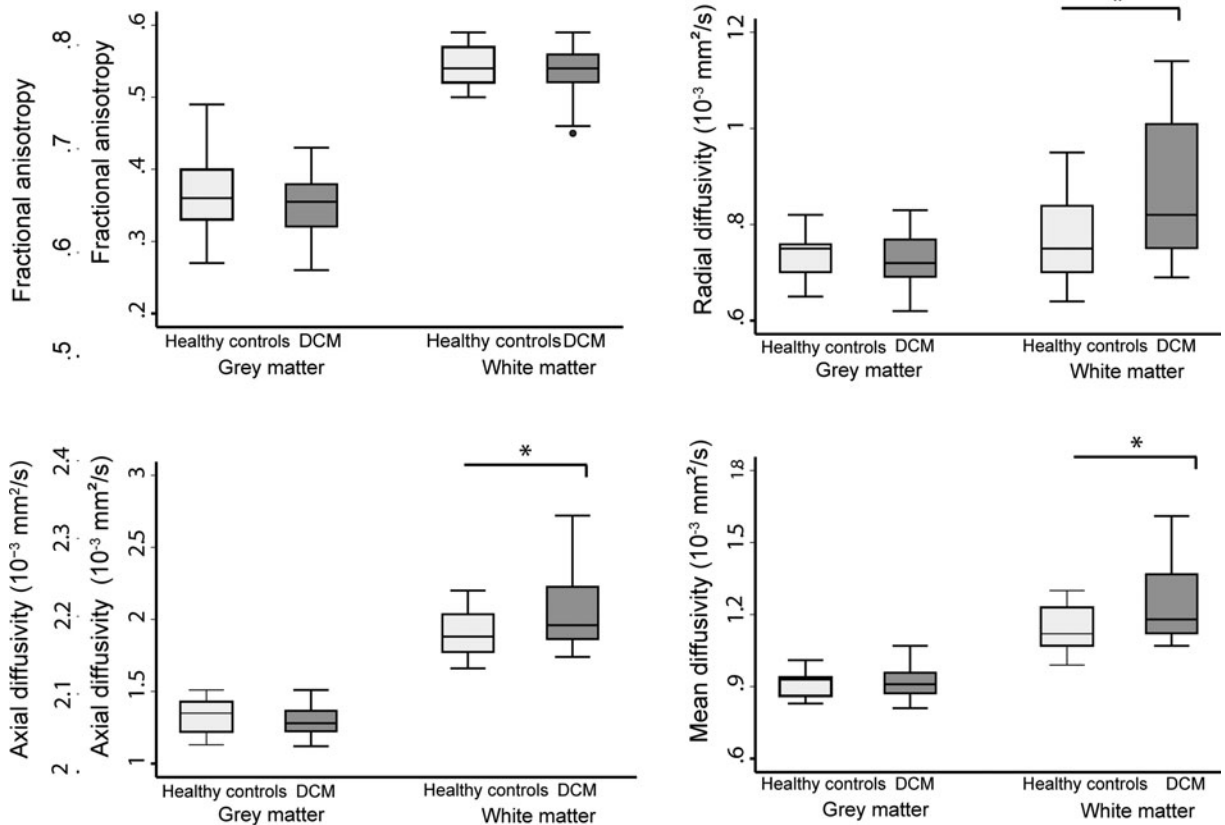 Fractional anisotropy
.8
.7
.6
.5
Fractional anisotropy
.6
.5
.4
.3
.2
Healthy controls DCM
Grey matter
Healthy controls DCM
White matter
Radial diffusivity (10⁻³ mm²/s)
1.2
1
.8
.6
Healthy controls DCM
Grey matter
Healthy controls DCM
White matter
Axial diffusivity (10⁻³ mm²/s)
2.4
2.3
2.2
2.1
2
Axial diffusivity (10⁻³ mm²/s)
3
2.5
2
1.5
1
*
Healthy controls DCM
Grey matter
Healthy controls DCM
White matter
Mean diffusivity (10⁻³ mm²/s)
1.8
1.5
1.2
.9
.6
*
Healthy controls DCM
Grey matter
Healthy controls DCM
White matter